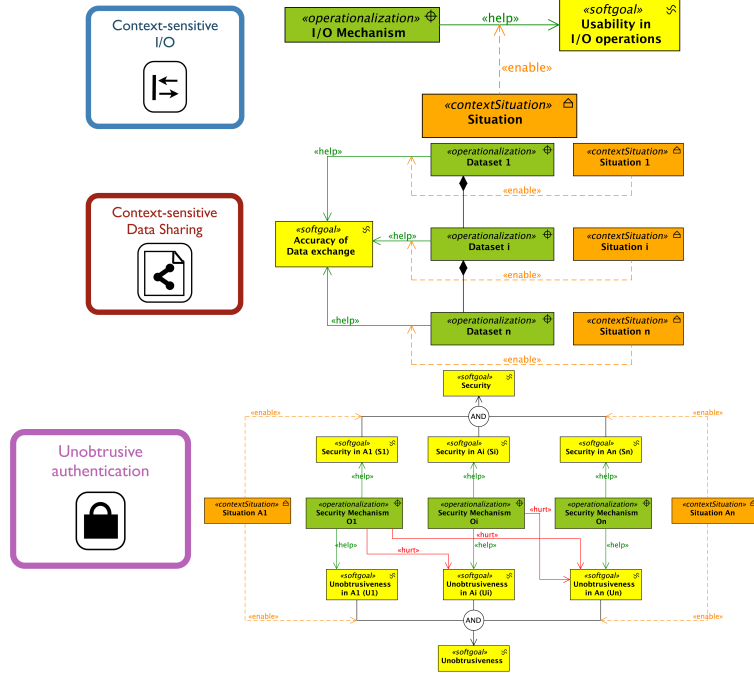 Context-sensitive
I/O
«operationalization»
I/O Mechanism
«help»
«softgoal»
Usability in
I/O operations
«enable»
«contextSituation»
Situation
Context-sensitive
Data Sharing
«help»
«operationalization»
Dataset 1
«contextSituation»
Situation 1
«enable»
«softgoal»
Accuracy of
Data exchange
«help»
«operationalization»
Dataset i
«contextSituation»
Situation i
«enable»
«help»
«operationalization»
Dataset n
«contextSituation»
Situation n
«enable»
Unobtrusive
authentication
«softgoal»
Security
«enable»
AND
«enable»
«softgoal»
Security in A1 (S1)
«softgoal»
Security in Ai (Si)
«softgoal»
Security in An (Sn)
«help»
«help»
«help»
«contextSituation»
Situation A1
«operationalization»
Security Mechanism
O1
«operationalization»
Security Mechanism
Oi
«operationalization»
Security Mechanism
On
«contextSituation»
Situation An
«hurt»
«hurt»
«hurt»
«help»
«help»
«help»
«softgoal»
Unobtrusiveness
in A1 (U1)
«softgoal»
Unobtrusiveness
in Ai (Ui)
«softgoal»
Unobtrusiveness
in An (Un)
«enable»
AND
«enable»
«softgoal»
Unobtrusiveness